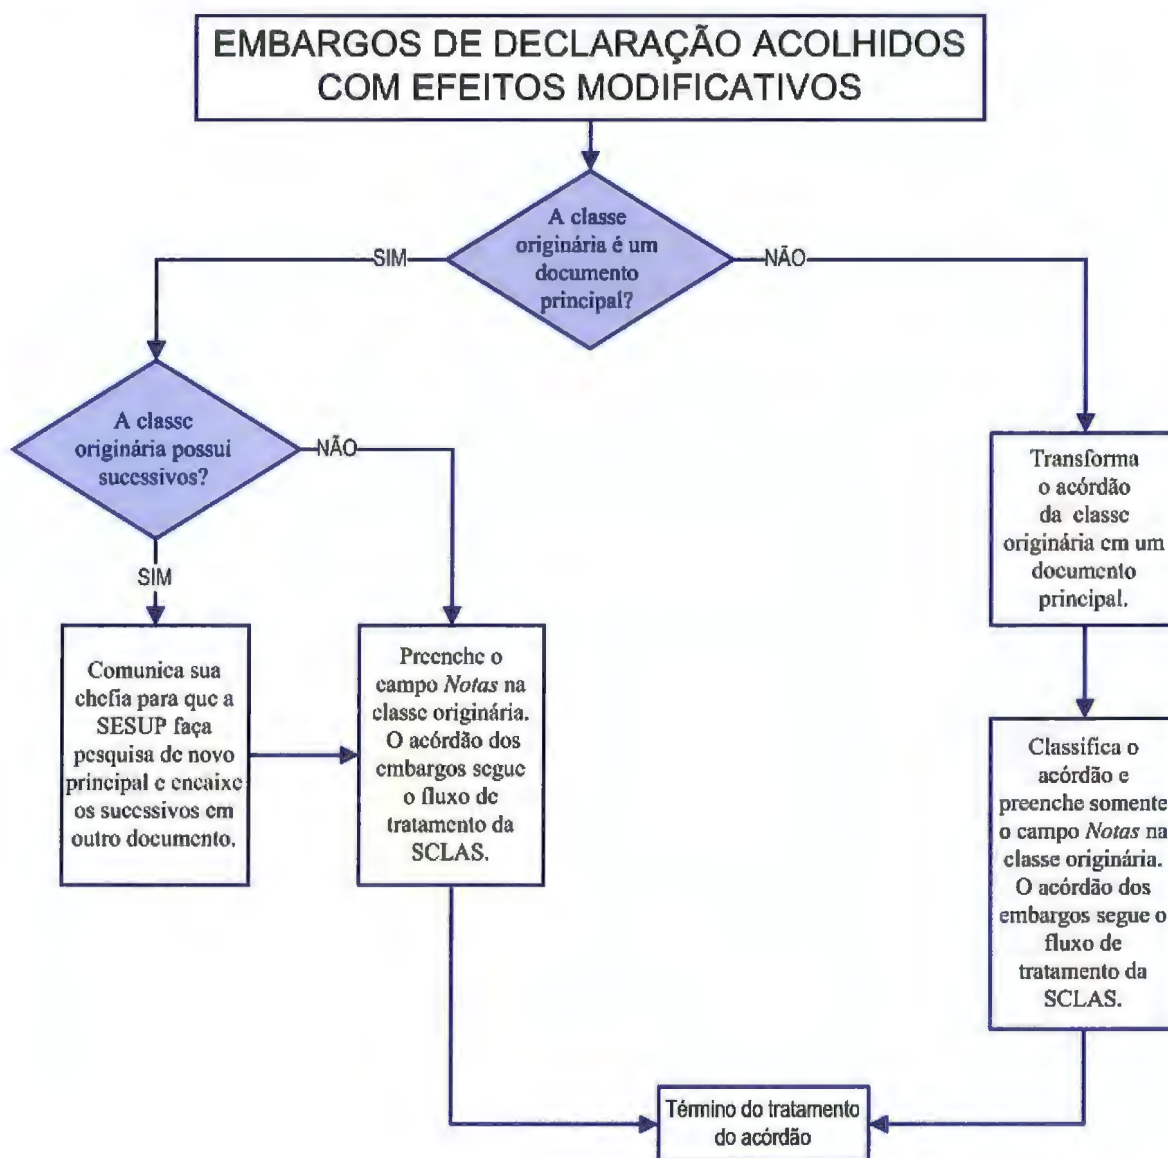 EMBARGOS DE DECLARAÇÃO ACOLHIDOS
COM EFEITOS MODIFICATIVOS
A classe
originária é um
documento
principal?
SIM
NÃO
A classe
originária possui
sucessivos?
NÃO
SIM
Transforma
o acórdão
da classe
originária em um
documento
principal.
Comunica sua
chefia para que a
SESUP faça
pesquisa de novo
principal e encaixe
os sucessivos em
outro documento.
Preenche o
campo Notas na
classe originária.
O acórdão dos
embargos segue
o fluxo de
tratamento da
SCLAS.
Classifica o
acórdão e
preenche somente
o campo Notas na
classe originária.
O acórdão dos
embargos segue o
fluxo de
tratamento da
SCLAS.
Término do tratamento
do acórdão